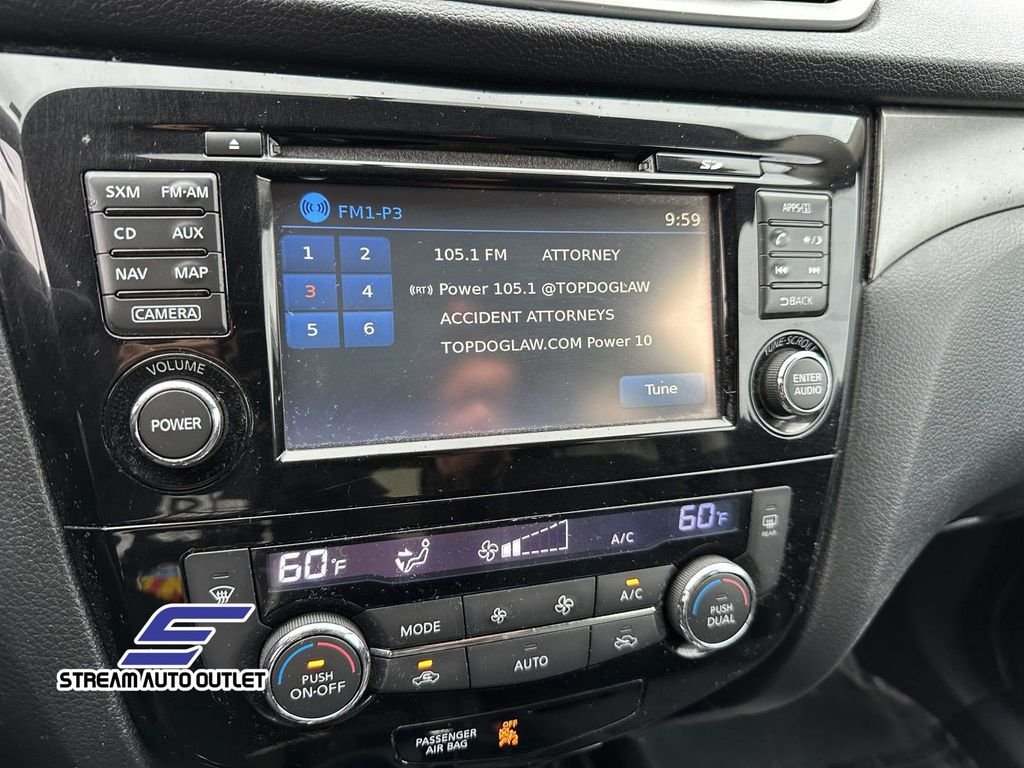 SXM FM·AM
CD AUX
NAV MAP
CAMERA
VOLUME
POWER
SD
FM1-P3
9:59
1 2
3 4
5 6
105.1 FM ATTORNEY
(RT) Power 105.1 @TOPDOGLAW
ACCIDENT ATTORNEYS
TOPDOGLAW.COM Power 10
Tune
APPS·i
BACK
TUNE·SCROLL
ENTER
AUDIO
60°F
A/C
60°F
REAR
MODE
A/C
AUTO
PUSH
ON·OFF
PUSH
DUAL
PASSENGER
AIR BAG
OFF
STREAM AUTO OUTLET